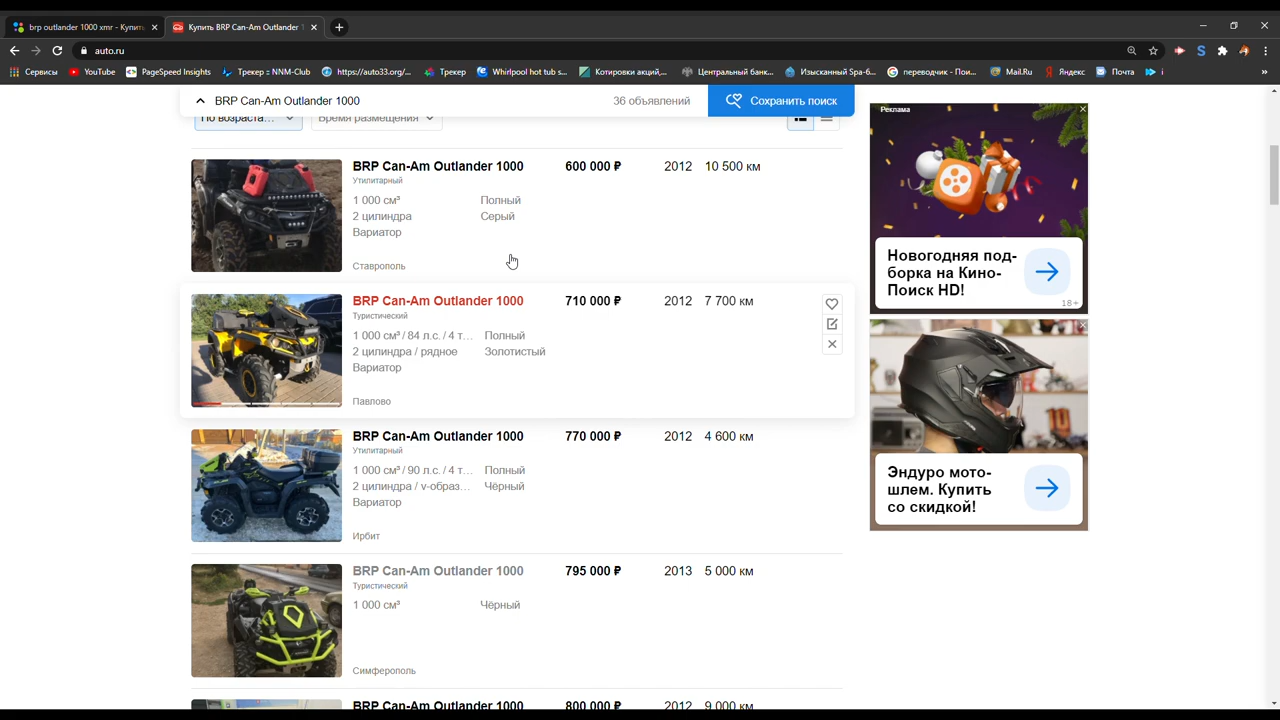 brp outlander 1000 xmr - Купить
Купить BRP Can-Am Outlander 1
auto.ru
Сервисы
YouTube
PageSpeed Insights
Трекер :: NNM-Club
https://auto33.org/...
Трекер
Whirlpool hot tub s...
Котировки акций,...
Центральный банк...
Изысканный Spa-б...
переводчик - Пои...
Mail.Ru
Яндекс
Почта
i
»
BRP Can-Am Outlander 1000
36 объявлений
Сохранить поиск
По возраста...
Время размещения
BRP Can-Am Outlander 1000 600 000 ₽ 2012 10 500 км
Утилитарный
1 000 см³ Полный
2 цилиндра Серый
Вариатор
Ставрополь
BRP Can-Am Outlander 1000 710 000 ₽ 2012 7 700 км
Туристический
1 000 см³ / 84 л.с. / 4 т... Полный
2 цилиндра / рядное Золотистый
Вариатор
Павлово
BRP Can-Am Outlander 1000 770 000 ₽ 2012 4 600 км
Утилитарный
1 000 см³ / 90 л.с. / 4 т... Полный
2 цилиндра / v-образ... Чёрный
Вариатор
Ирбит
BRP Can-Am Outlander 1000 795 000 ₽ 2013 5 000 км
Туристический
1 000 см³ Чёрный
Симферополь
BRP Can-Am Outlander 1000 800 000 ₽ 2012 9 000 км
Реклама
Новогодняя под-
борка на Кино-
Поиск HD!
18+
Эндуро мото-
шлем. Купить
со скидкой!